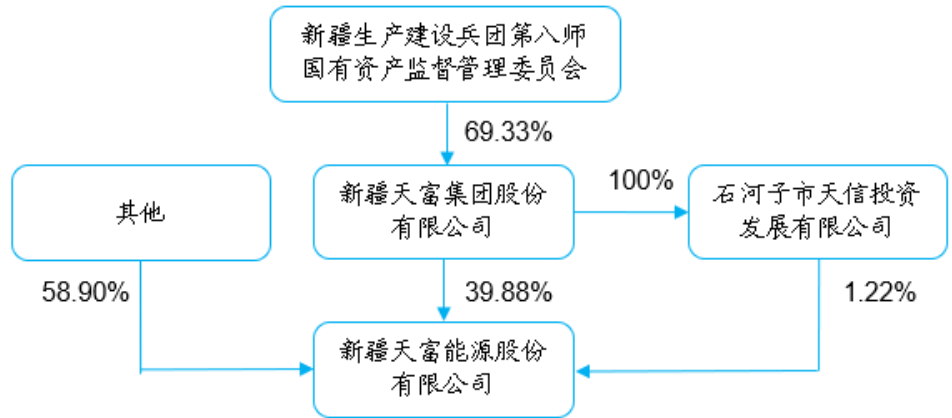 新疆生产建设兵团第八师
国有资产监督管理委员会
69.33%
其他
新疆天富集团股份
有限公司
100%
石河子市天信投资
发展有限公司
58.90%
39.88%
1.22%
新疆天富能源股份
有限公司